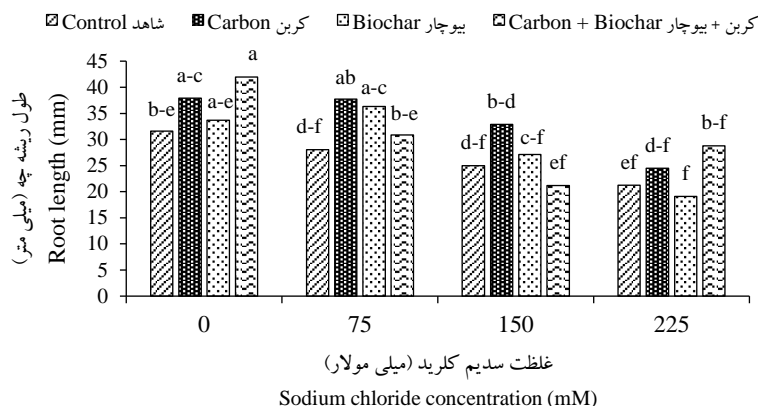 Control شاهد Carbon کربن Biochar بیوچار Carbon + Biochar کربن + بیوچار
طول ریشه چه (میلی متر)
Root length (mm)
45
40
35
30
25
20
15
10
5
0
b-e a-c a-e a
d-f ab a-c b-e
d-f b-d c-f ef
ef d-f f b-f
0 75 150 225
غلظت سدیم کلرید (میلی مولار)
Sodium chloride concentration (mM)